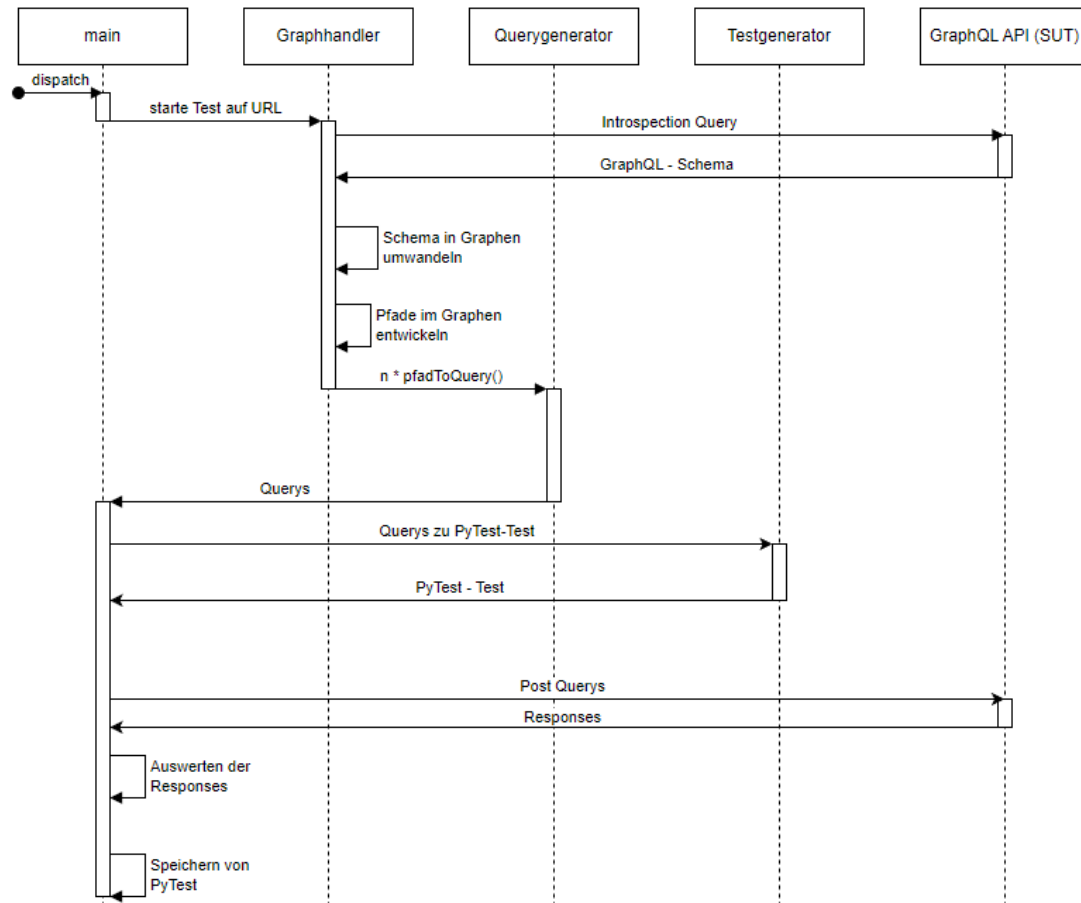 main
Graphhandler
Querygenerator
Testgenerator
GraphQL API (SUT)
dispatch
starte Test auf URL
Introspection Query
GraphQL - Schema
Schema in Graphen
umwandeln
Pfade im Graphen
entwickeln
n * pfadToQuery()
Querys
Querys zu PyTest-Test
PyTest - Test
Post Querys
Responses
Auswerten der
Responses
Speichern von
PyTest